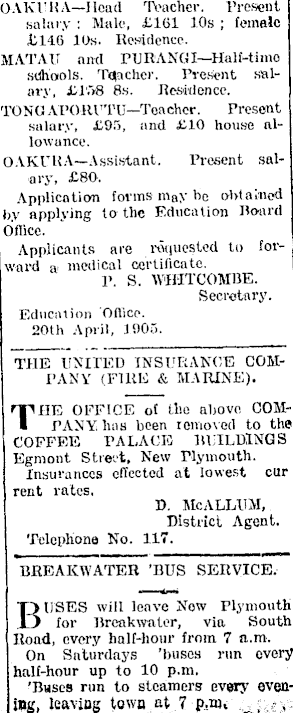 OAKURA—Head Teacher. Present
salary: Male, £161 10s; female
£146 10s. Residence.
MATAU and PURANGI—Half-time
schools. Teacher. Present sal-
ary, £158 8s. Residence.
TONGAPORUTU—Teacher. Present
salary, £95, and £10 house al-
lowance.
OAKURA—Assistant. Present sal-
ary, £80.
Application forms may be obtained
by applying to the Education Board
Office.
Applicants are requested to for-
ward a medical certificate.
P. S. WHITCOMBE.
Secretary.
Education Office.
20th April, 1905.
THE UNITED INSURANCE COM-
PANY (FIRE & MARINE).
THE OFFICE of the above COM-
PANY has been removed to the
COFFEE PALACE BUILDINGS
Egmont Street, New Plymouth.
Insurances effected at lowest cur
rent rates.
D. McALLUM,
District Agent.
Telephone No. 117.
BREAKWATER 'BUS SERVICE.
BUSES will leave New Plymouth
for Breakwater, via South
Road, every half-hour from 7 a.m.
On Saturdays 'buses run every
half-hour up to 10 p.m.
'Buses run to steamers every even-
ing, leaving town at 7 p.m.